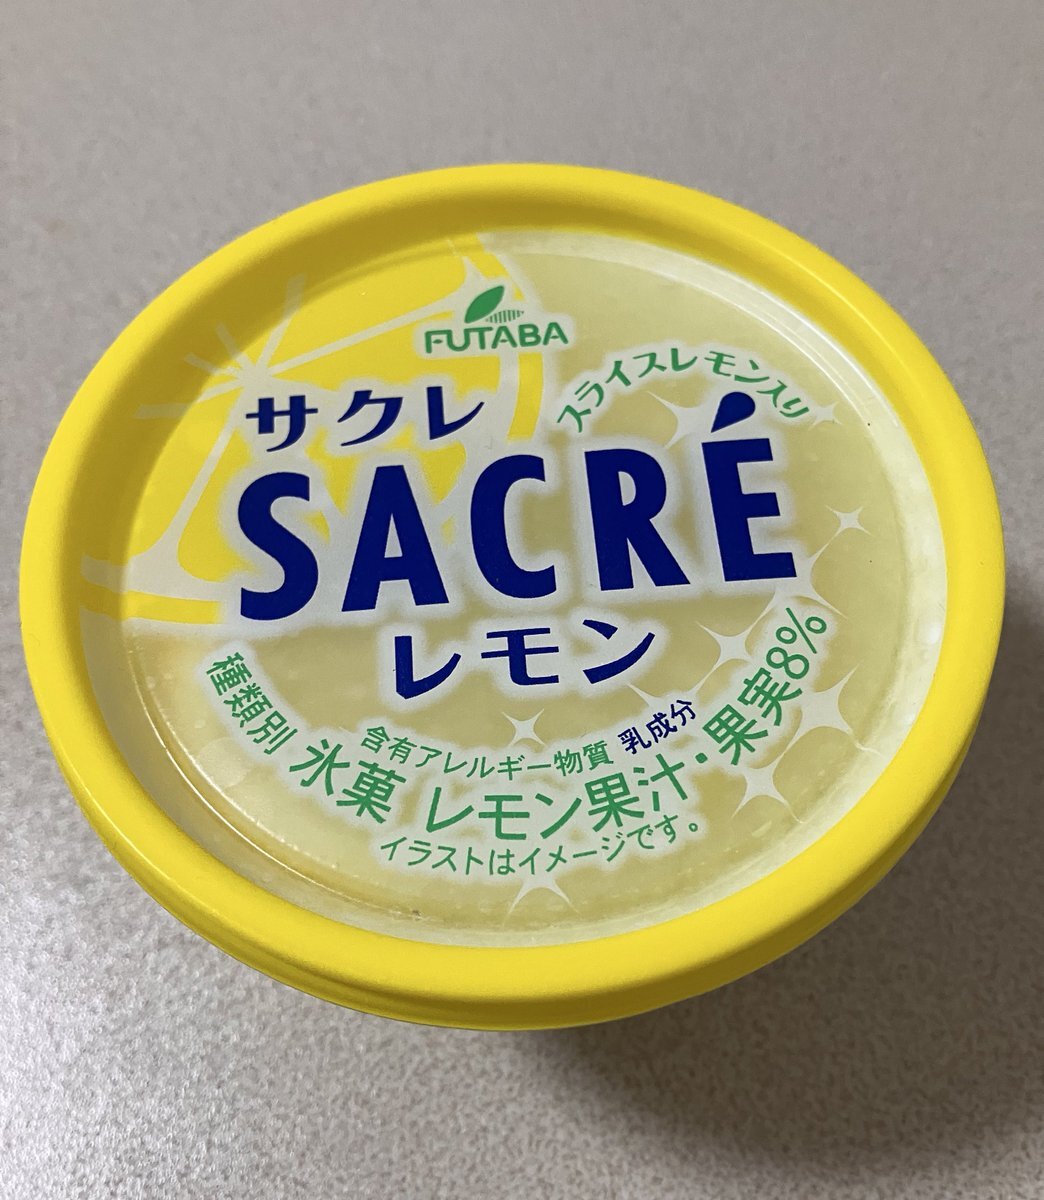 FUTABA
スライスレモン入り
サクレ
SACRÉ
レモン
含有アレルギー物質 乳成分
種類別 氷菓 レモン果汁・果実8%
イラストはイメージです。